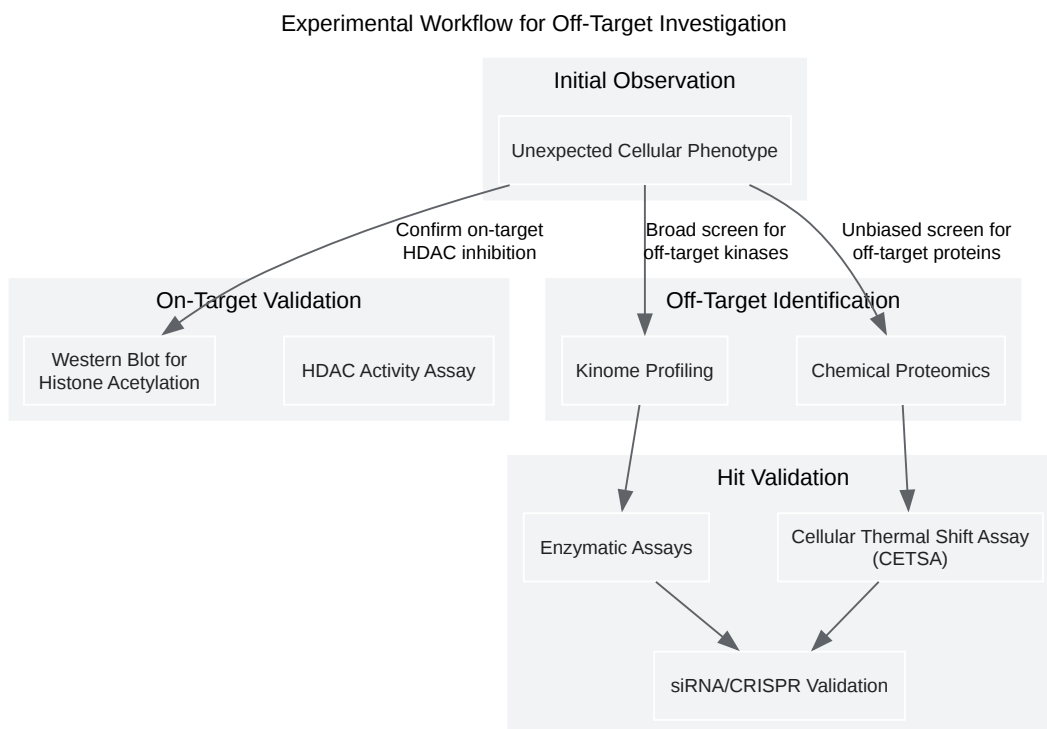 Experimental Workflow for Off-Target Investigation
Initial Observation
Unexpected Cellular Phenotype
Confirm on-target
HDAC inhibition
Broad screen for
off-target kinases
Unbiased screen for
off-target proteins
On-Target Validation
Off-Target Identification
Western Blot for
Histone Acetylation
HDAC Activity Assay
Kinome Profiling
Chemical Proteomics
Hit Validation
Enzymatic Assays
Cellular Thermal Shift Assay
(CETSA)
siRNA/CRISPR Validation